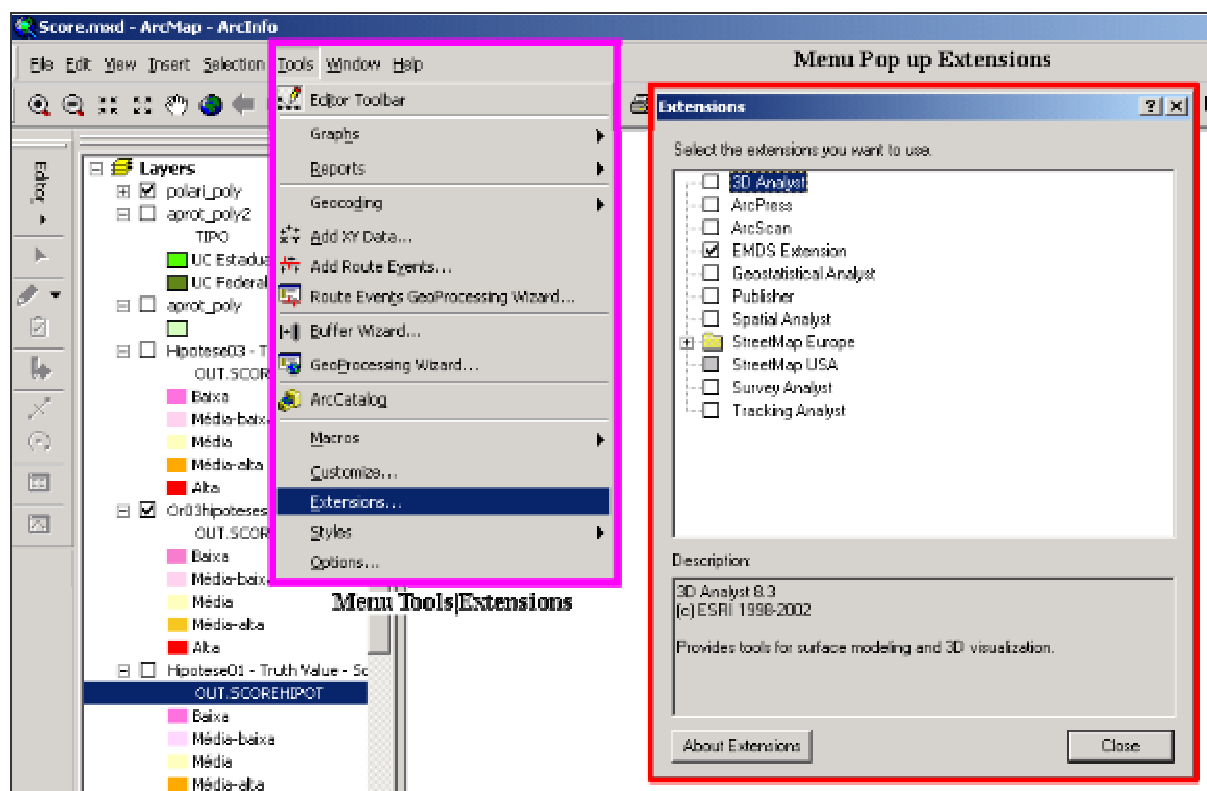 Score.mxd - ArcMap - ArcInfo
File Edit View Insert Selection Tools Window Help
Menu Pop up Extensions
Editor Toolbar
Graphs
Reports
Geocoding
Add XY Data...
Add Route Events...
Route Events GeoProcessing Wizard...
Buffer Wizard...
GeoProcessing Wizard...
ArcCatalog
Macros
Customize...
Extensions...
Styles
Options...
Menu Tools|Extensions
Editor
Layers
polari_poly
aprot_poly2
TIPO
UC Estadua
UC Federal
aprot_poly
Hipotese03 - T
OUT.SCOR
Baixa
Média-baixa
Média
Média-alta
Alta
Or03hipoteses
OUT.SCOR
Baixa
Média-baixa
Média
Média-alta
Alta
Hipotese01 - Truth Value - Sc
OUT.SCOREHIPOT
Baixa
Média-baixa
Média
Média-alta
Extensions
Select the extensions you want to use.
3D Analyst
ArcPress
ArcScan
EMDS Extension
Geostatistical Analyst
Publisher
Spatial Analyst
StreetMap Europe
StreetMap USA
Survey Analyst
Tracking Analyst
Description:
3D Analyst 8.3
(c) ESRI 1998-2002
Provides tools for surface modeling and 3D visualization.
About Extensions
Close